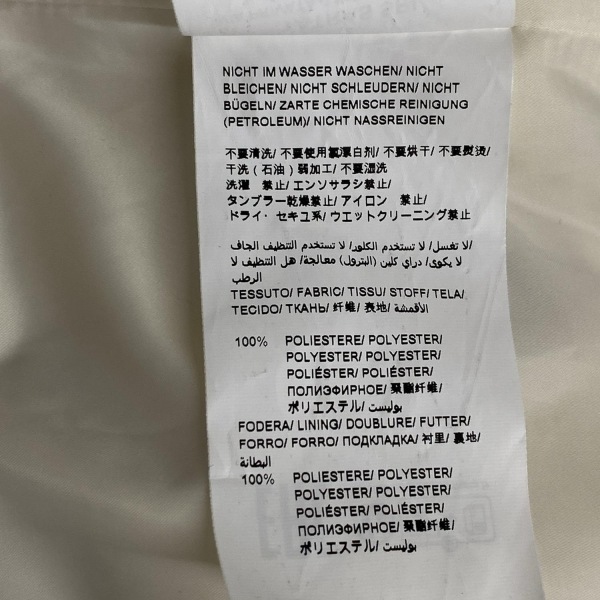 NICHT IM WASSER WASCHEN/ NICHT
BLEICHEN/ NICHT SCHLEUDERN/ NICHT
BÜGELN/ ZARTE CHEMISCHE REINIGUNG
(PETROLEUM)/ NICHT NASSREINIGEN
不要清洗/ 不要使用氯漂白剂/ 不要烘干/ 不要熨烫/
干洗（石油）弱加工/ 不要湿洗
洗濯　禁止/ エンソサラシ禁止/
タンブラー乾燥禁止/ アイロン　禁止/
ドライ・セキユ系/ ウエットクリーニング禁止
لا تغسل/ لا تستخدم الكلور/ لا تستخدم التنظيف الجاف/
لا يكوى/ دراي كلين (البترول) معالجة/ هل التنظيف لا
الرطب
TESSUTO/ FABRIC/ TISSU/ STOFF/ TELA/
TECIDO/ ТКАНЬ/ 纤维/ 表地/ الأقمشة/
100% POLIESTERE/ POLYESTER/
POLYESTER/ POLYESTER/
POLIÉSTER/ POLIÉSTER/
ПОЛИЭФИРНОЕ/ 聚酯纤维/
ポリエステル/ بوليست/
FODERA/ LINING/ DOUBLURE/ FUTTER/
FORRO/ FORRO/ ПОДКЛАДКА/ 衬里/ 裏地/
البطانة
100% POLIESTERE/ POLYESTER/
POLYESTER/ POLYESTER/
POLIÉSTER/ POLIÉSTER/
ПОЛИЭФИРНОЕ/ 聚酯纤维/
ポリエステル/ بوليست/